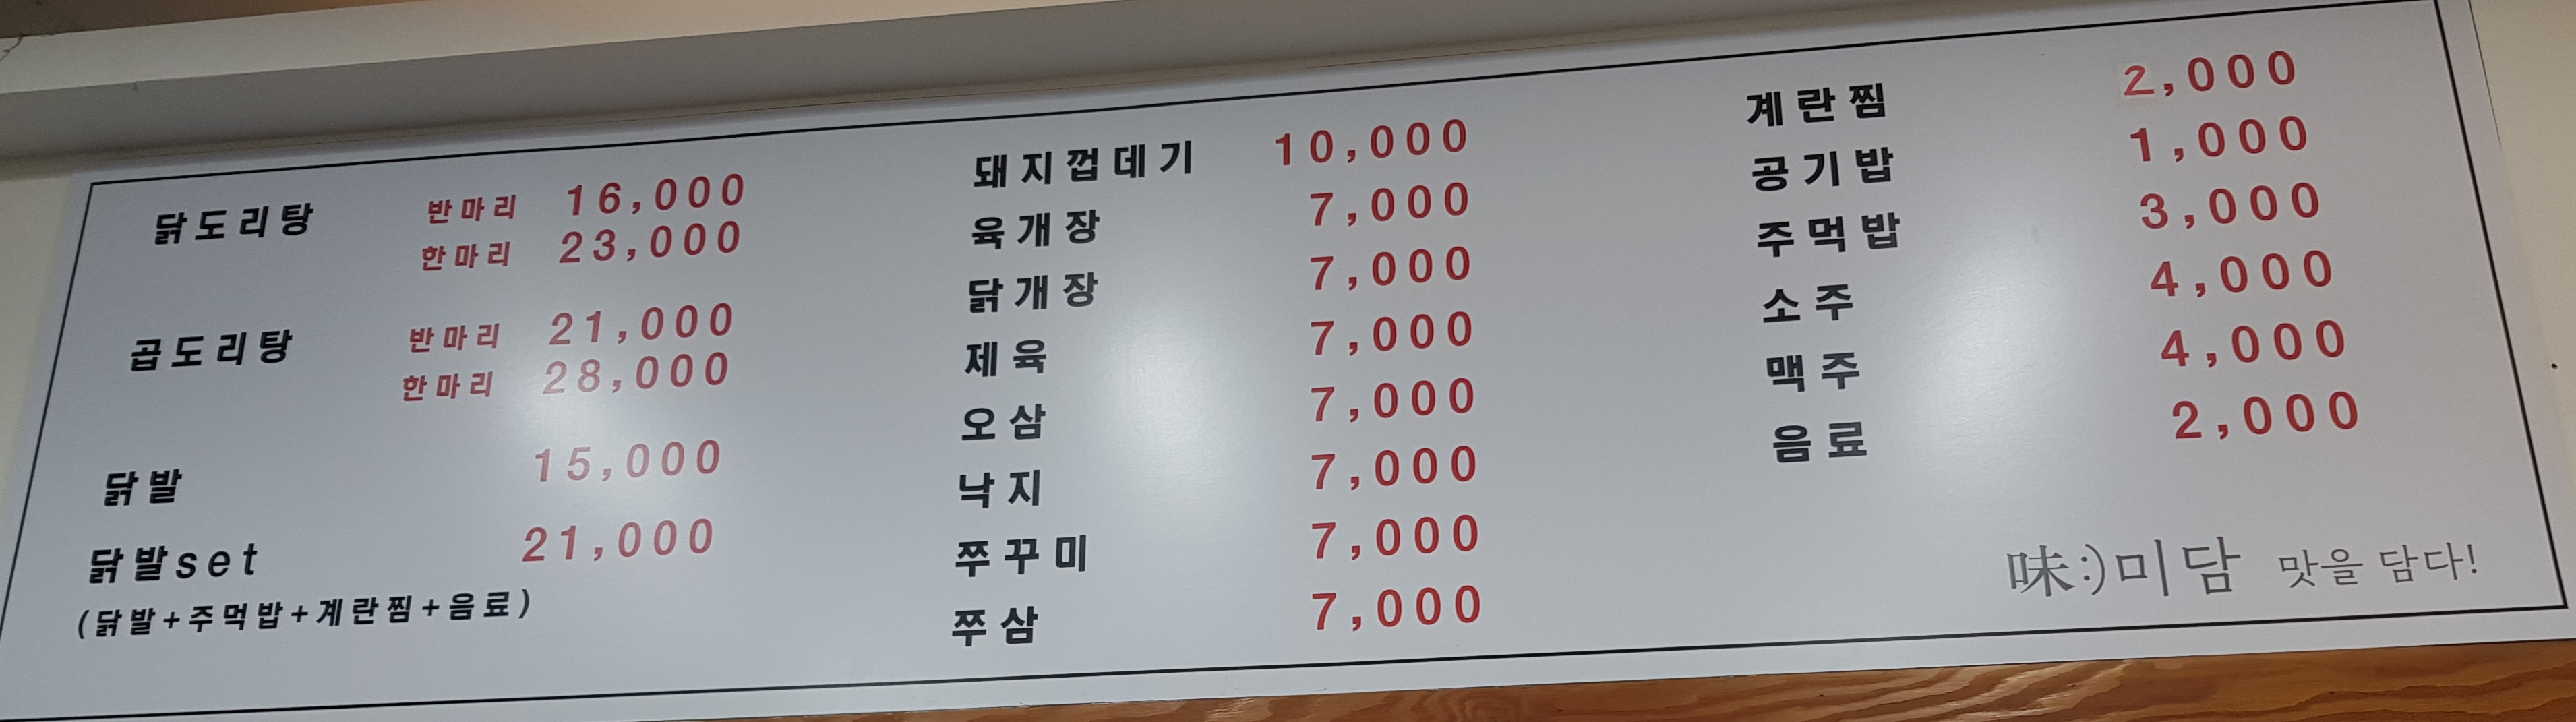 닭도리탕 반마리 16,000
한마리 23,000
곱도리탕 반마리 21,000
한마리 28,000
닭발 15,000
닭발set 21,000
(닭발+주먹밥+계란찜+음료)
돼지껍데기 10,000
육개장 7,000
닭개장 7,000
제육 7,000
오삼 7,000
낙지 7,000
쭈꾸미 7,000
쭈삼 7,000
계란찜 2,000
공기밥 1,000
주먹밥 3,000
소주 4,000
맥주 4,000
음료 2,000
味:)미담 맛을 담다!